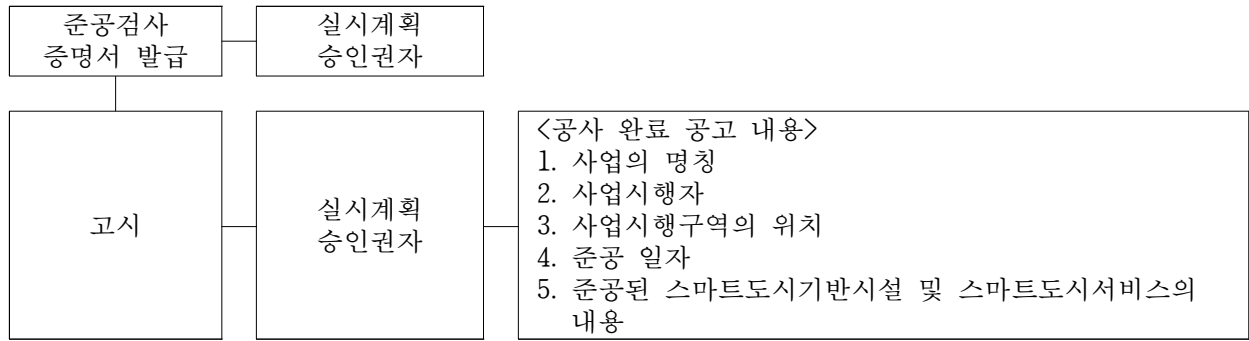 준공검사
증명서 발급
실시계획
승인권자
고시
실시계획
승인권자
<공사 완료 공고 내용>
1. 사업의 명칭
2. 사업시행자
3. 사업시행구역의 위치
4. 준공 일자
5. 준공된 스마트도시기반시설 및 스마트도시서비스의
내용